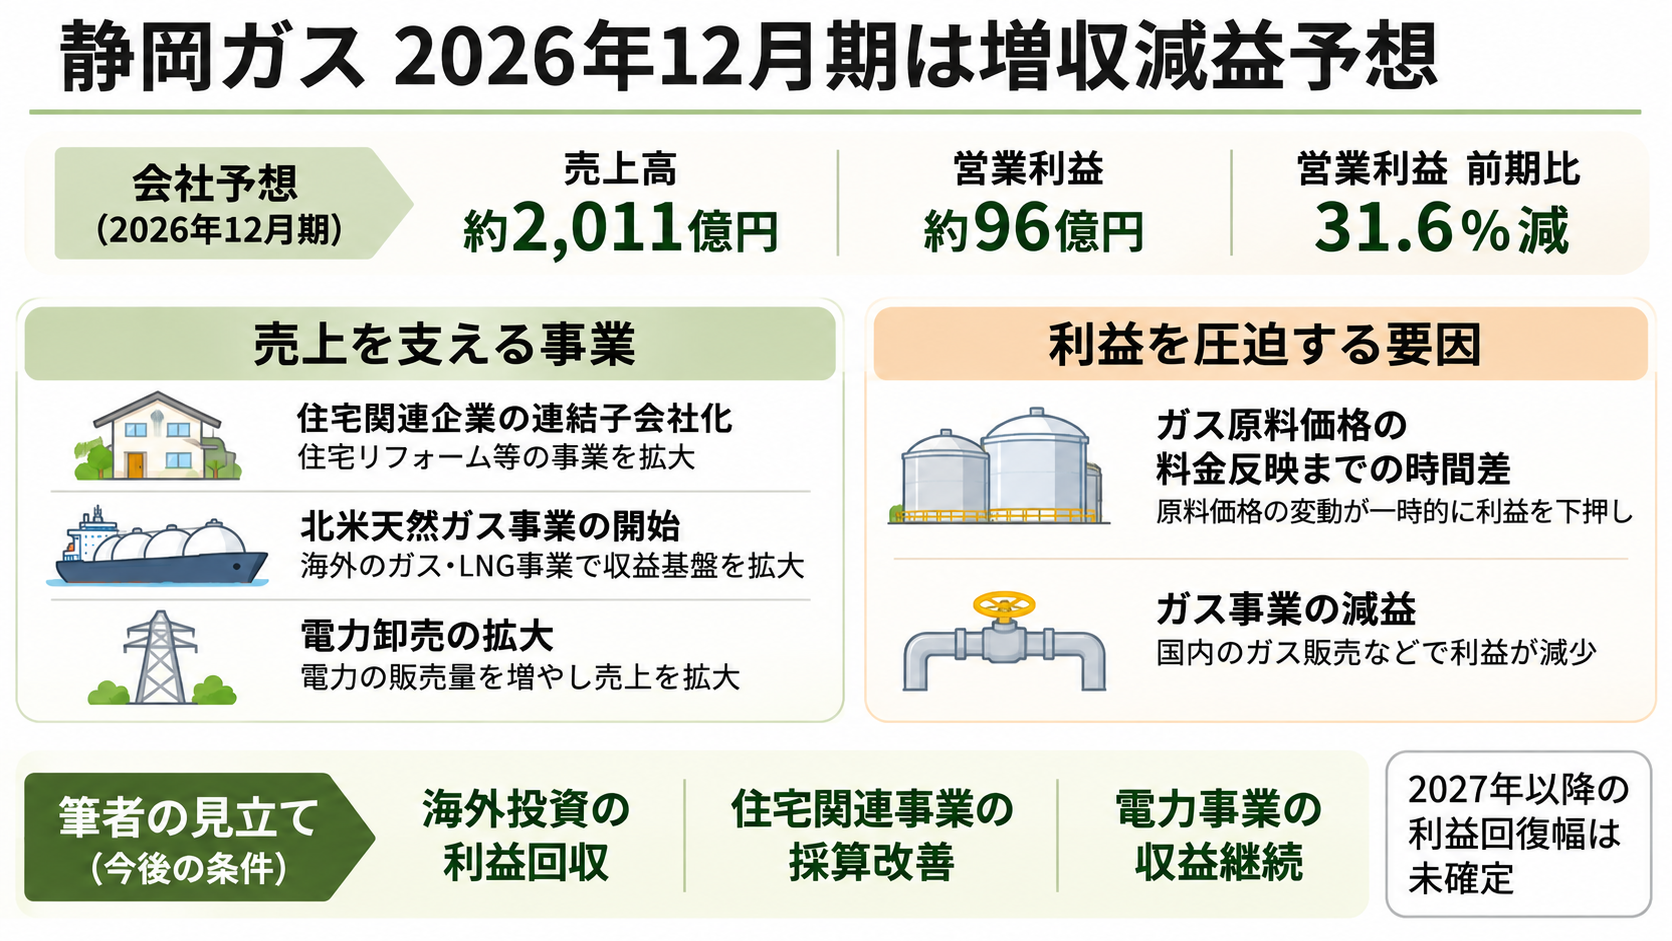 静岡ガス 2026年12月期は増収減益予想
会社予想
(2026年12月期)
売上高
約2,011億円
営業利益
約96億円
営業利益 前期比
31.6%減
売上を支える事業
住宅関連企業の連結子会社化
住宅リフォーム等の事業を拡大
北米天然ガス事業の開始
海外のガス・LNG事業で収益基盤を拡大
電力卸売の拡大
電力の販売量を増やし売上を拡大
利益を圧迫する要因
ガス原料価格の
料金反映までの時間差
原料価格の変動が一時的に利益を下押し
ガス事業の減益
国内のガス販売などで利益が減少
筆者の見立て
(今後の条件)
海外投資の
利益回収
住宅関連事業の
採算改善
電力事業の
収益継続
2027年以降の
利益回復幅は
未確定